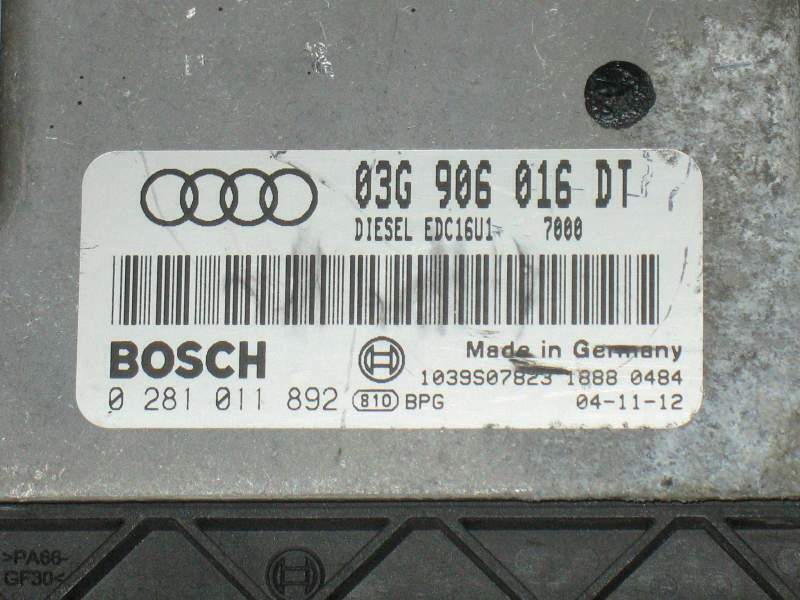 03G 906 016 DT
DIESEL EDC16U1 7000
BOSCH
Made in Germany
1039S07823 1888 0484
0 281 011 892 810 BPG 04-11-12
>PA66-
GF30<